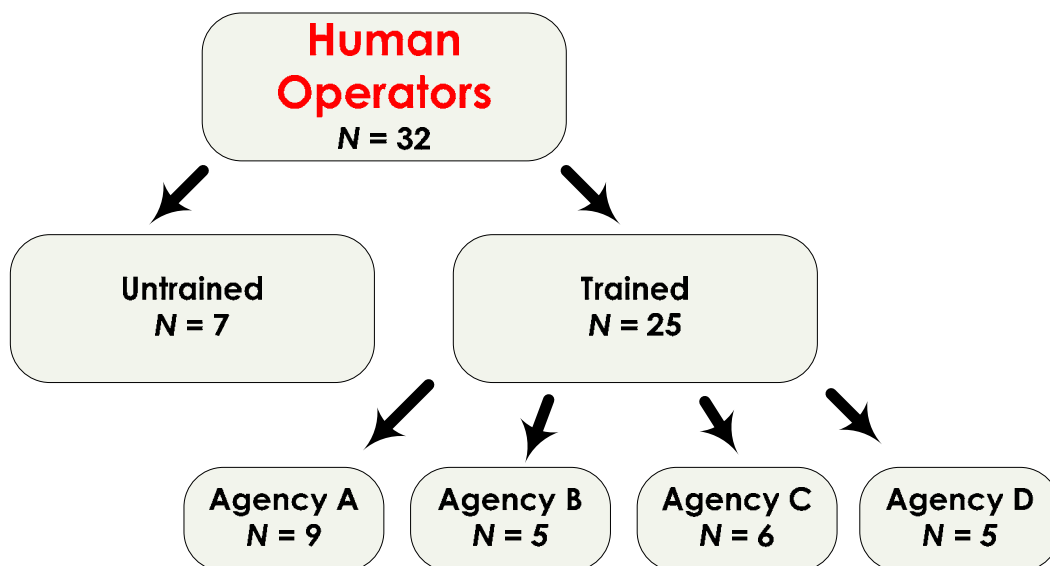 Human
Operators
N = 32
Untrained
N = 7
Trained
N = 25
Agency A
N = 9
Agency B
N = 5
Agency C
N = 6
Agency D
N = 5